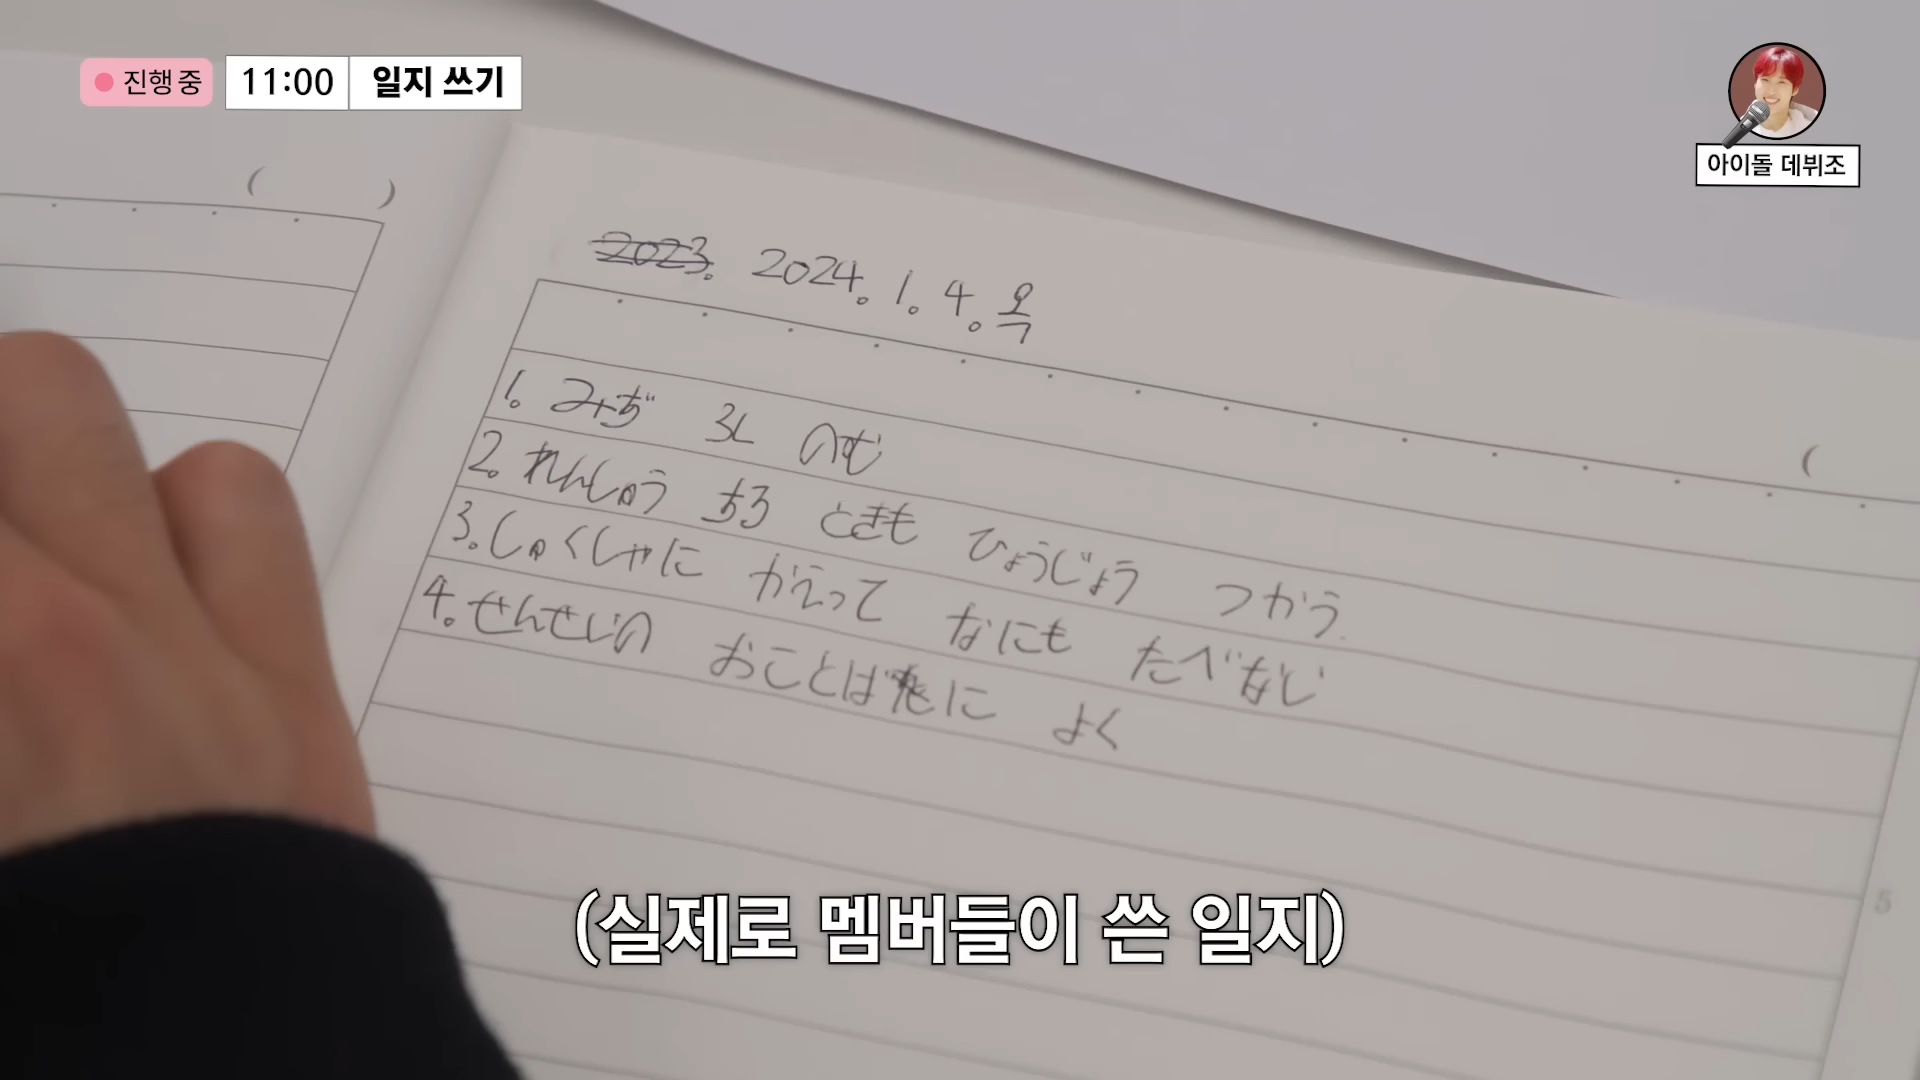 진행 중 11:00 일지 쓰기
아이돌 데뷔조
( )
2023. 2024. 1. 4. 목
(
1. みぢ 3L のむ
2. れんしゅう するときも ひょうじょう つかう
3. しゅくしゃに かえって なにも たべない
4. せんせいの おことば に よく
5
(실제로 멤버들이 쓴 일지)